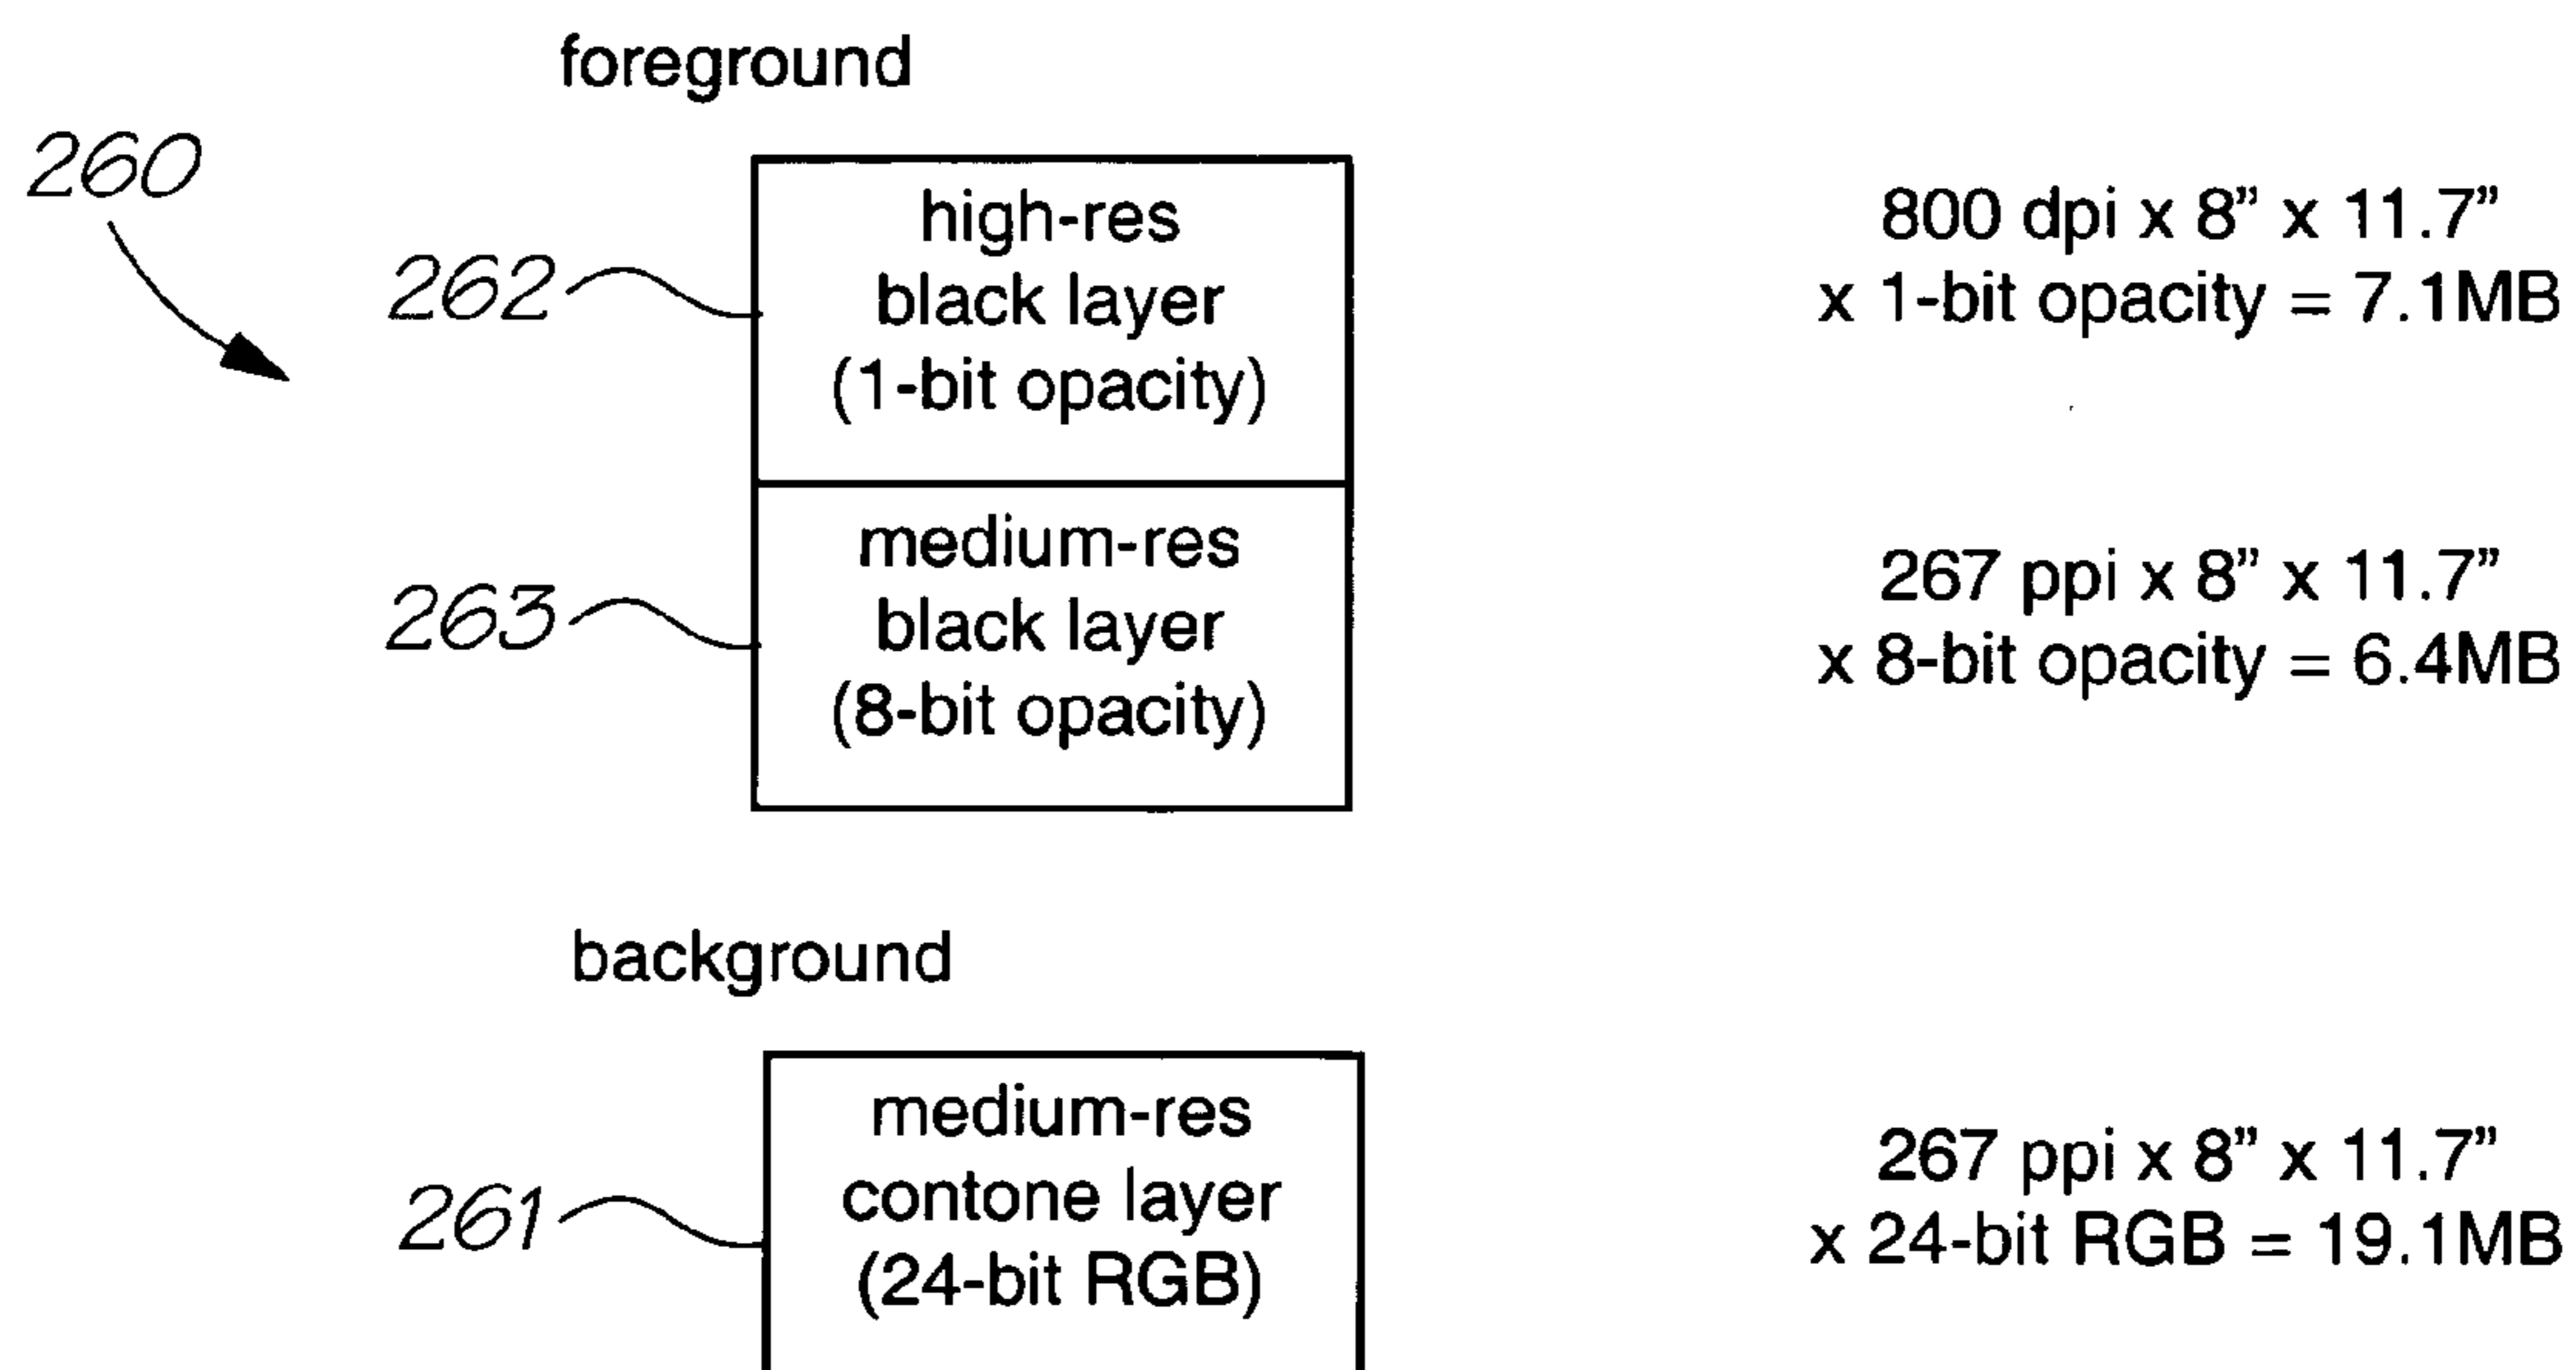 foreground
260
262
high-res
black layer
(1-bit opacity)
800 dpi x 8” x 11.7”
x 1-bit opacity = 7.1MB
263
medium-res
black layer
(8-bit opacity)
267 ppi x 8” x 11.7”
x 8-bit opacity = 6.4MB
background
261
medium-res
contone layer
(24-bit RGB)
267 ppi x 8” x 11.7”
x 24-bit RGB = 19.1MB